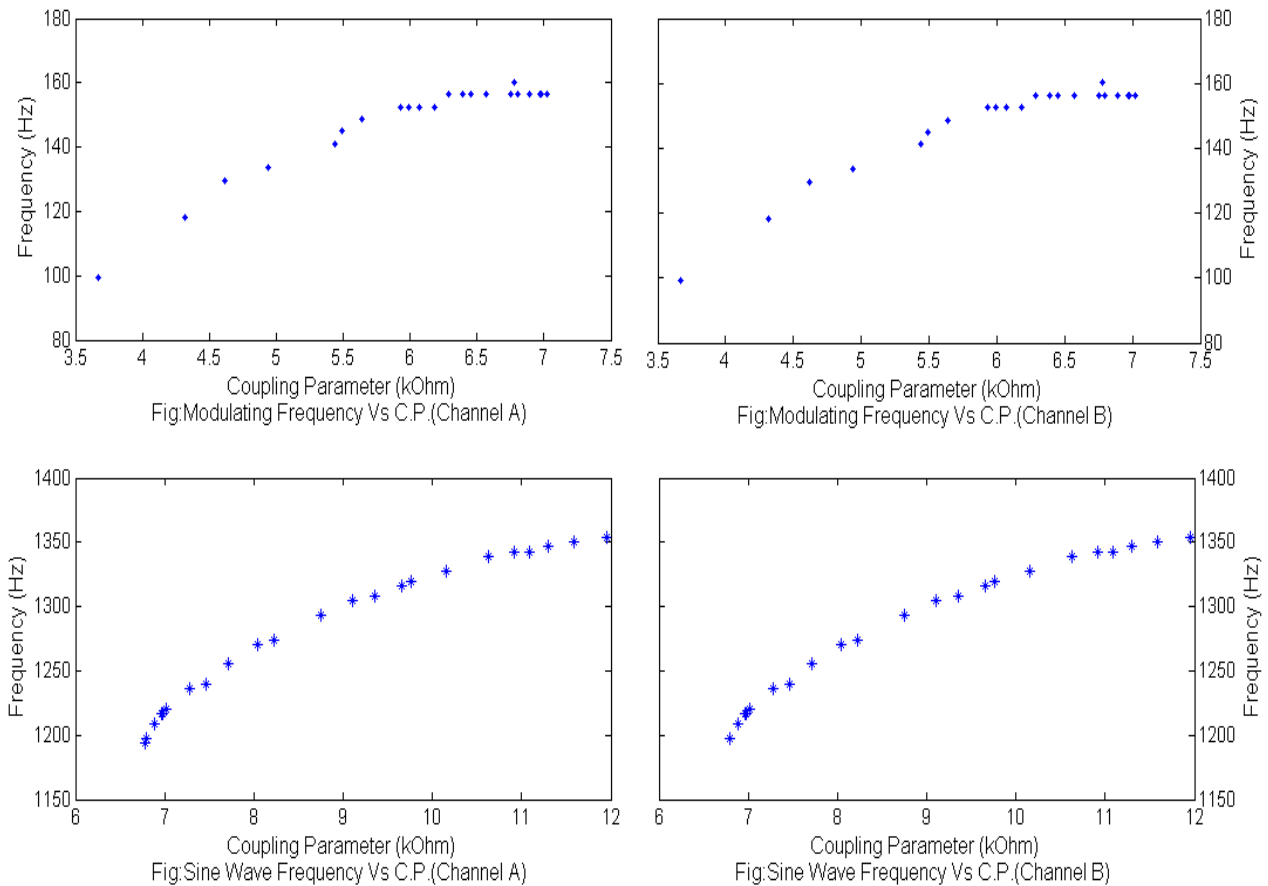 180
160
140
120
100
80
Frequency (Hz)
3.5 4 4.5 5 5.5 6 6.5 7 7.5
Coupling Parameter (kOhm)
Fig:Modulating Frequency Vs C.P.(Channel A)
180
160
140
120
100
80
Frequency (Hz)
3.5 4 4.5 5 5.5 6 6.5 7 7.5
Coupling Parameter (kOhm)
Fig:Modulating Frequency Vs C.P.(Channel B)
1400
1350
1300
1250
1200
1150
Frequency (Hz)
6 7 8 9 10 11 12
Coupling Parameter (kOhm)
Fig:Sine Wave Frequency Vs C.P.(Channel A)
1400
1350
1300
1250
1200
1150
Frequency (Hz)
6 7 8 9 10 11 12
Coupling Parameter (kOhm)
Fig:Sine Wave Frequency Vs C.P.(Channel B)